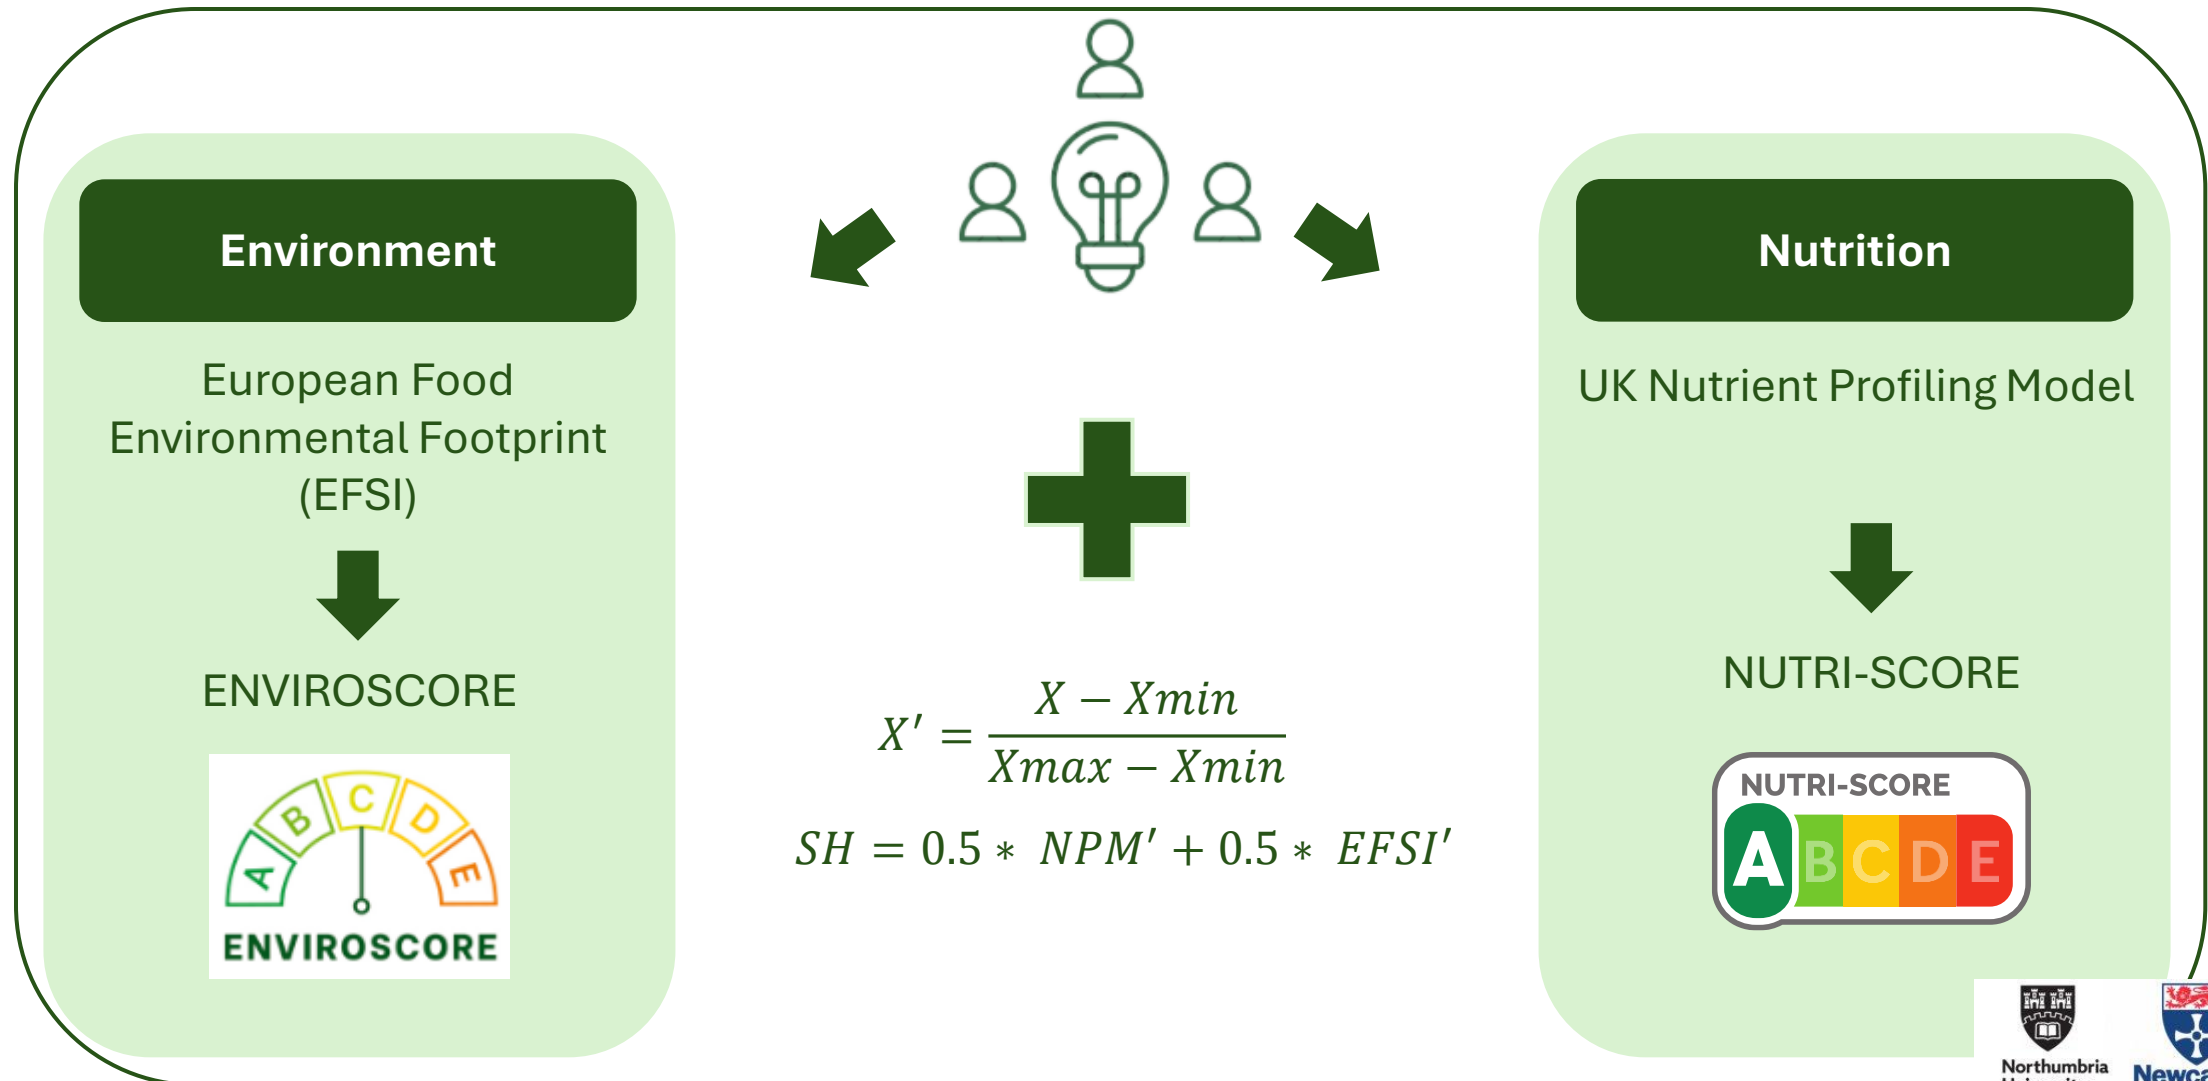 Environment
European Food
Environmental Footprint
(EFSI)
ENVIROSCORE
A B C D E
ENVIROSCORE
X' = (X − Xmin) / (Xmax − Xmin)
SH = 0.5 * NPM' + 0.5 * EFSI'
Nutrition
UK Nutrient Profiling Model
NUTRI-SCORE
NUTRI-SCORE
A B C D E
Northumbria